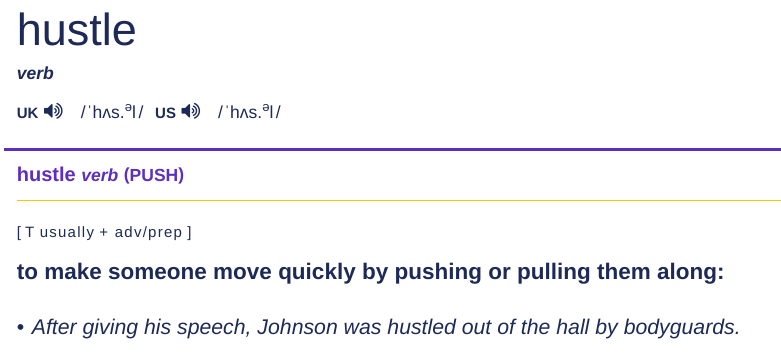 hustle
verb
UK /ˈhʌs.ᵊl/ US /ˈhʌs.ᵊl/
hustle verb (PUSH)
[ T usually + adv/prep ]
to make someone move quickly by pushing or pulling them along:
• After giving his speech, Johnson was hustled out of the hall by bodyguards.